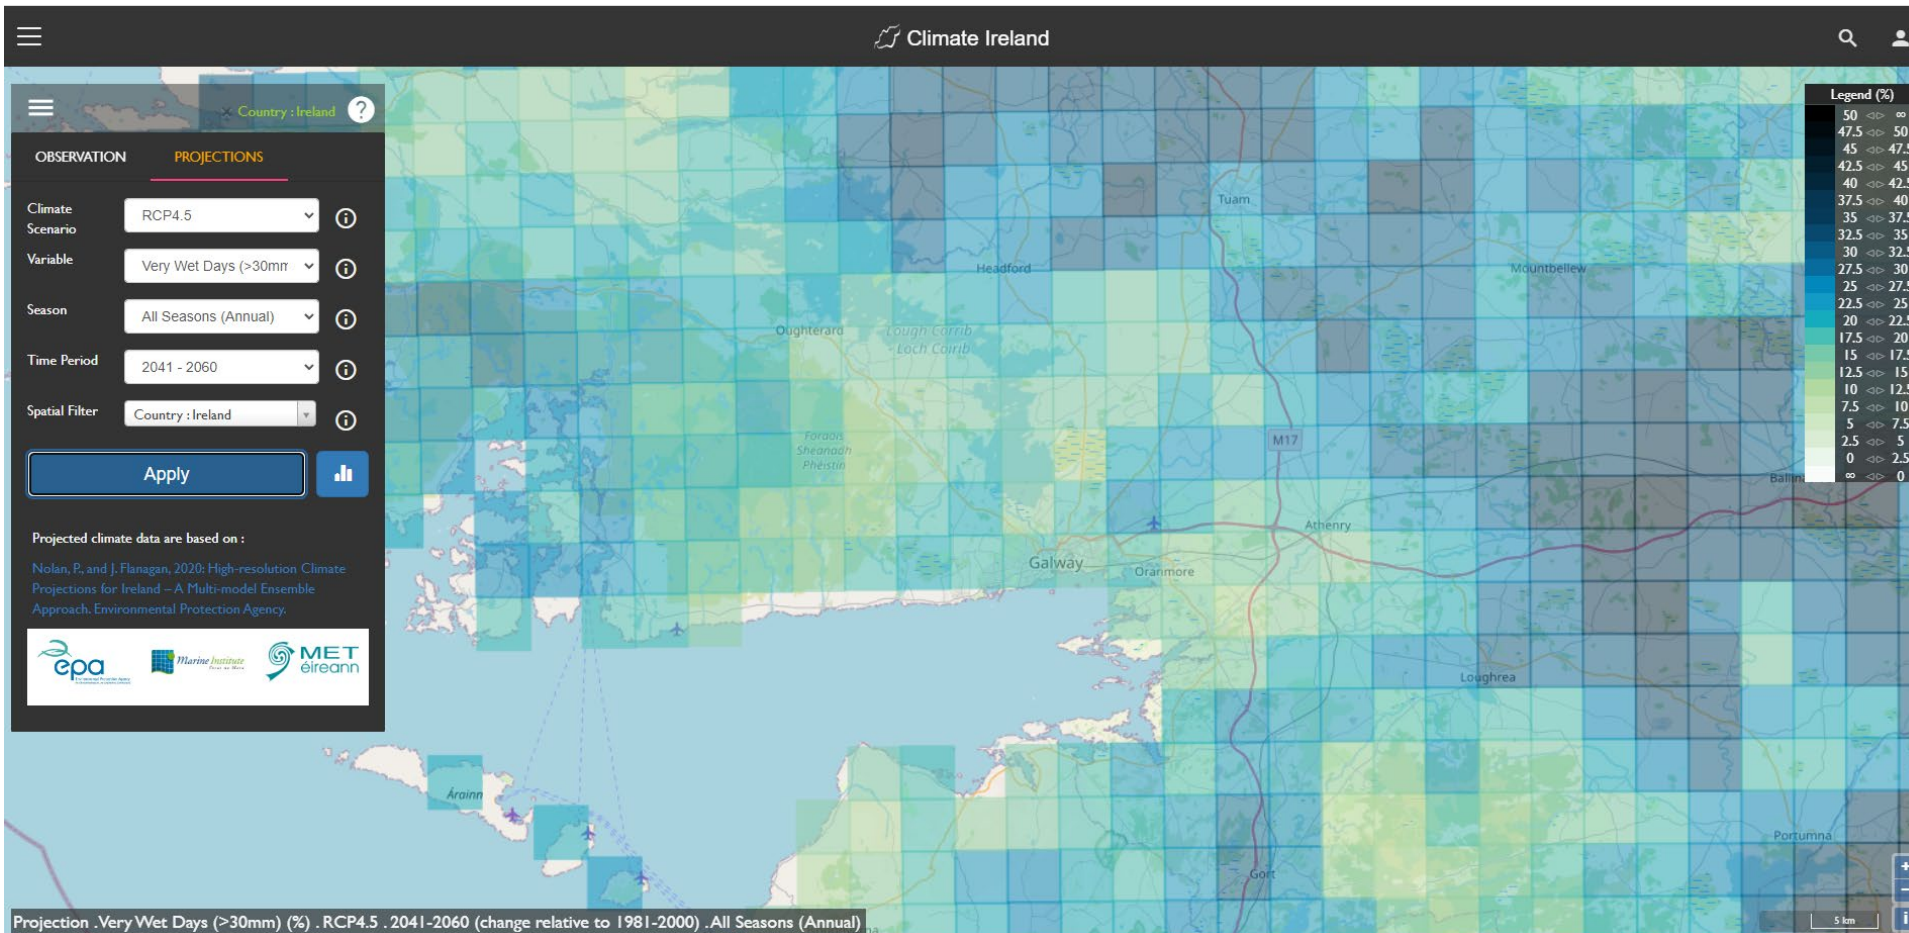 Climate Ireland
× Country : Ireland ?
OBSERVATION PROJECTIONS
Climate Scenario RCP4.5
Variable Very Wet Days (>30mm
Season All Seasons (Annual)
Time Period 2041 - 2060
Spatial Filter Country : Ireland
Apply
Projected climate data are based on :
Nolan, P., and J. Flanagan, 2020: High-resolution Climate
Projections for Ireland – A Multi-model Ensemble
Approach. Environmental Protection Agency.
epa
Marine Institute
MET
éireann
Legend (%)
50 ◁▷ ∞
47.5 ◁▷ 50
45 ◁▷ 47.5
42.5 ◁▷ 45
40 ◁▷ 42.5
37.5 ◁▷ 40
35 ◁▷ 37.5
32.5 ◁▷ 35
30 ◁▷ 32.5
27.5 ◁▷ 30
25 ◁▷ 27.5
22.5 ◁▷ 25
20 ◁▷ 22.5
17.5 ◁▷ 20
15 ◁▷ 17.5
12.5 ◁▷ 15
10 ◁▷ 12.5
7.5 ◁▷ 10
5 ◁▷ 7.5
2.5 ◁▷ 5
0 ◁▷ 2.5
∞ ◁▷ 0
Tuam
Headford
Mountbellew
Oughterard
Lough Corrib
- Loch Coirib
Foraois
Sheanadh
Phéistín
M17
Ballin
Athenry
Galway
Oranmore
Loughrea
Árainn
Portumna
Gort
5 km
Projection .Very Wet Days (>30mm) (%) . RCP4.5 . 2041-2060 (change relative to 1981-2000) .All Seasons (Annual)